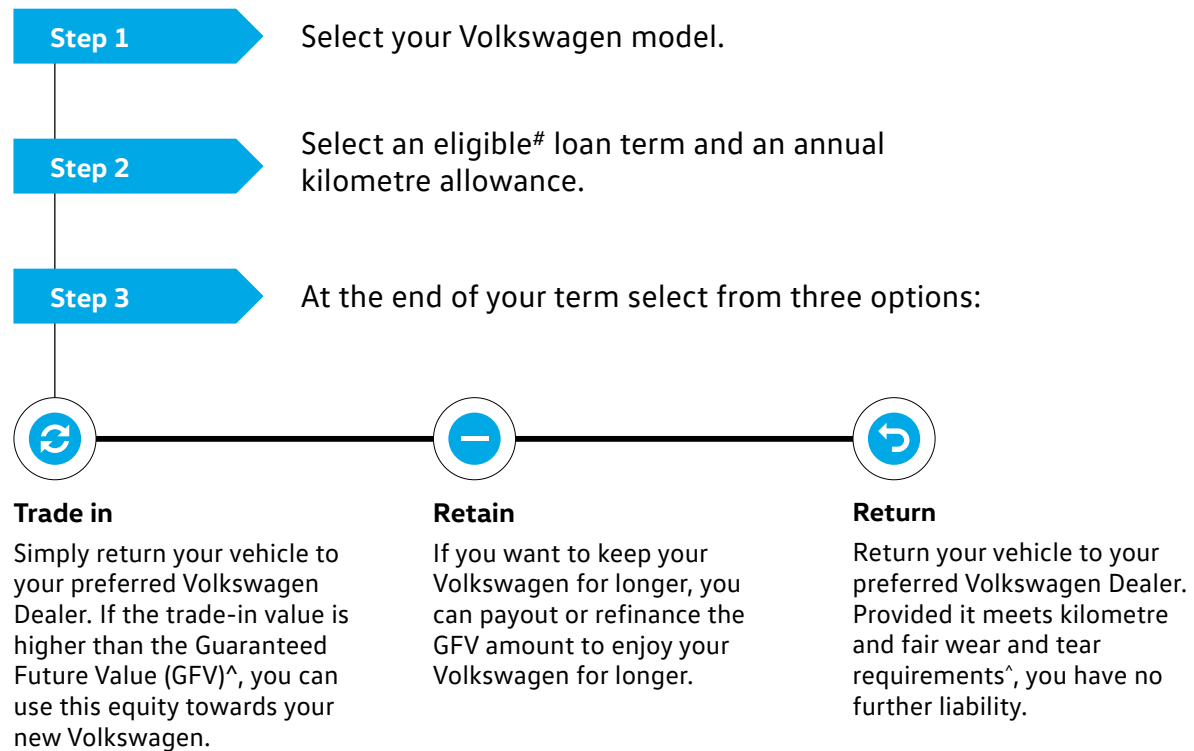 Step 1
Select your Volkswagen model.
Step 2
Select an eligible# loan term and an annual
kilometre allowance.
Step 3
At the end of your term select from three options:
Trade in
Simply return your vehicle to
your preferred Volkswagen
Dealer. If the trade-in value is
higher than the Guaranteed
Future Value (GFV)^, you can
use this equity towards your
new Volkswagen.
Retain
If you want to keep your
Volkswagen for longer, you
can payout or refinance the
GFV amount to enjoy your
Volkswagen for longer.
Return
Return your vehicle to your
preferred Volkswagen Dealer.
Provided it meets kilometre
and fair wear and tear
requirements^, you have no
further liability.